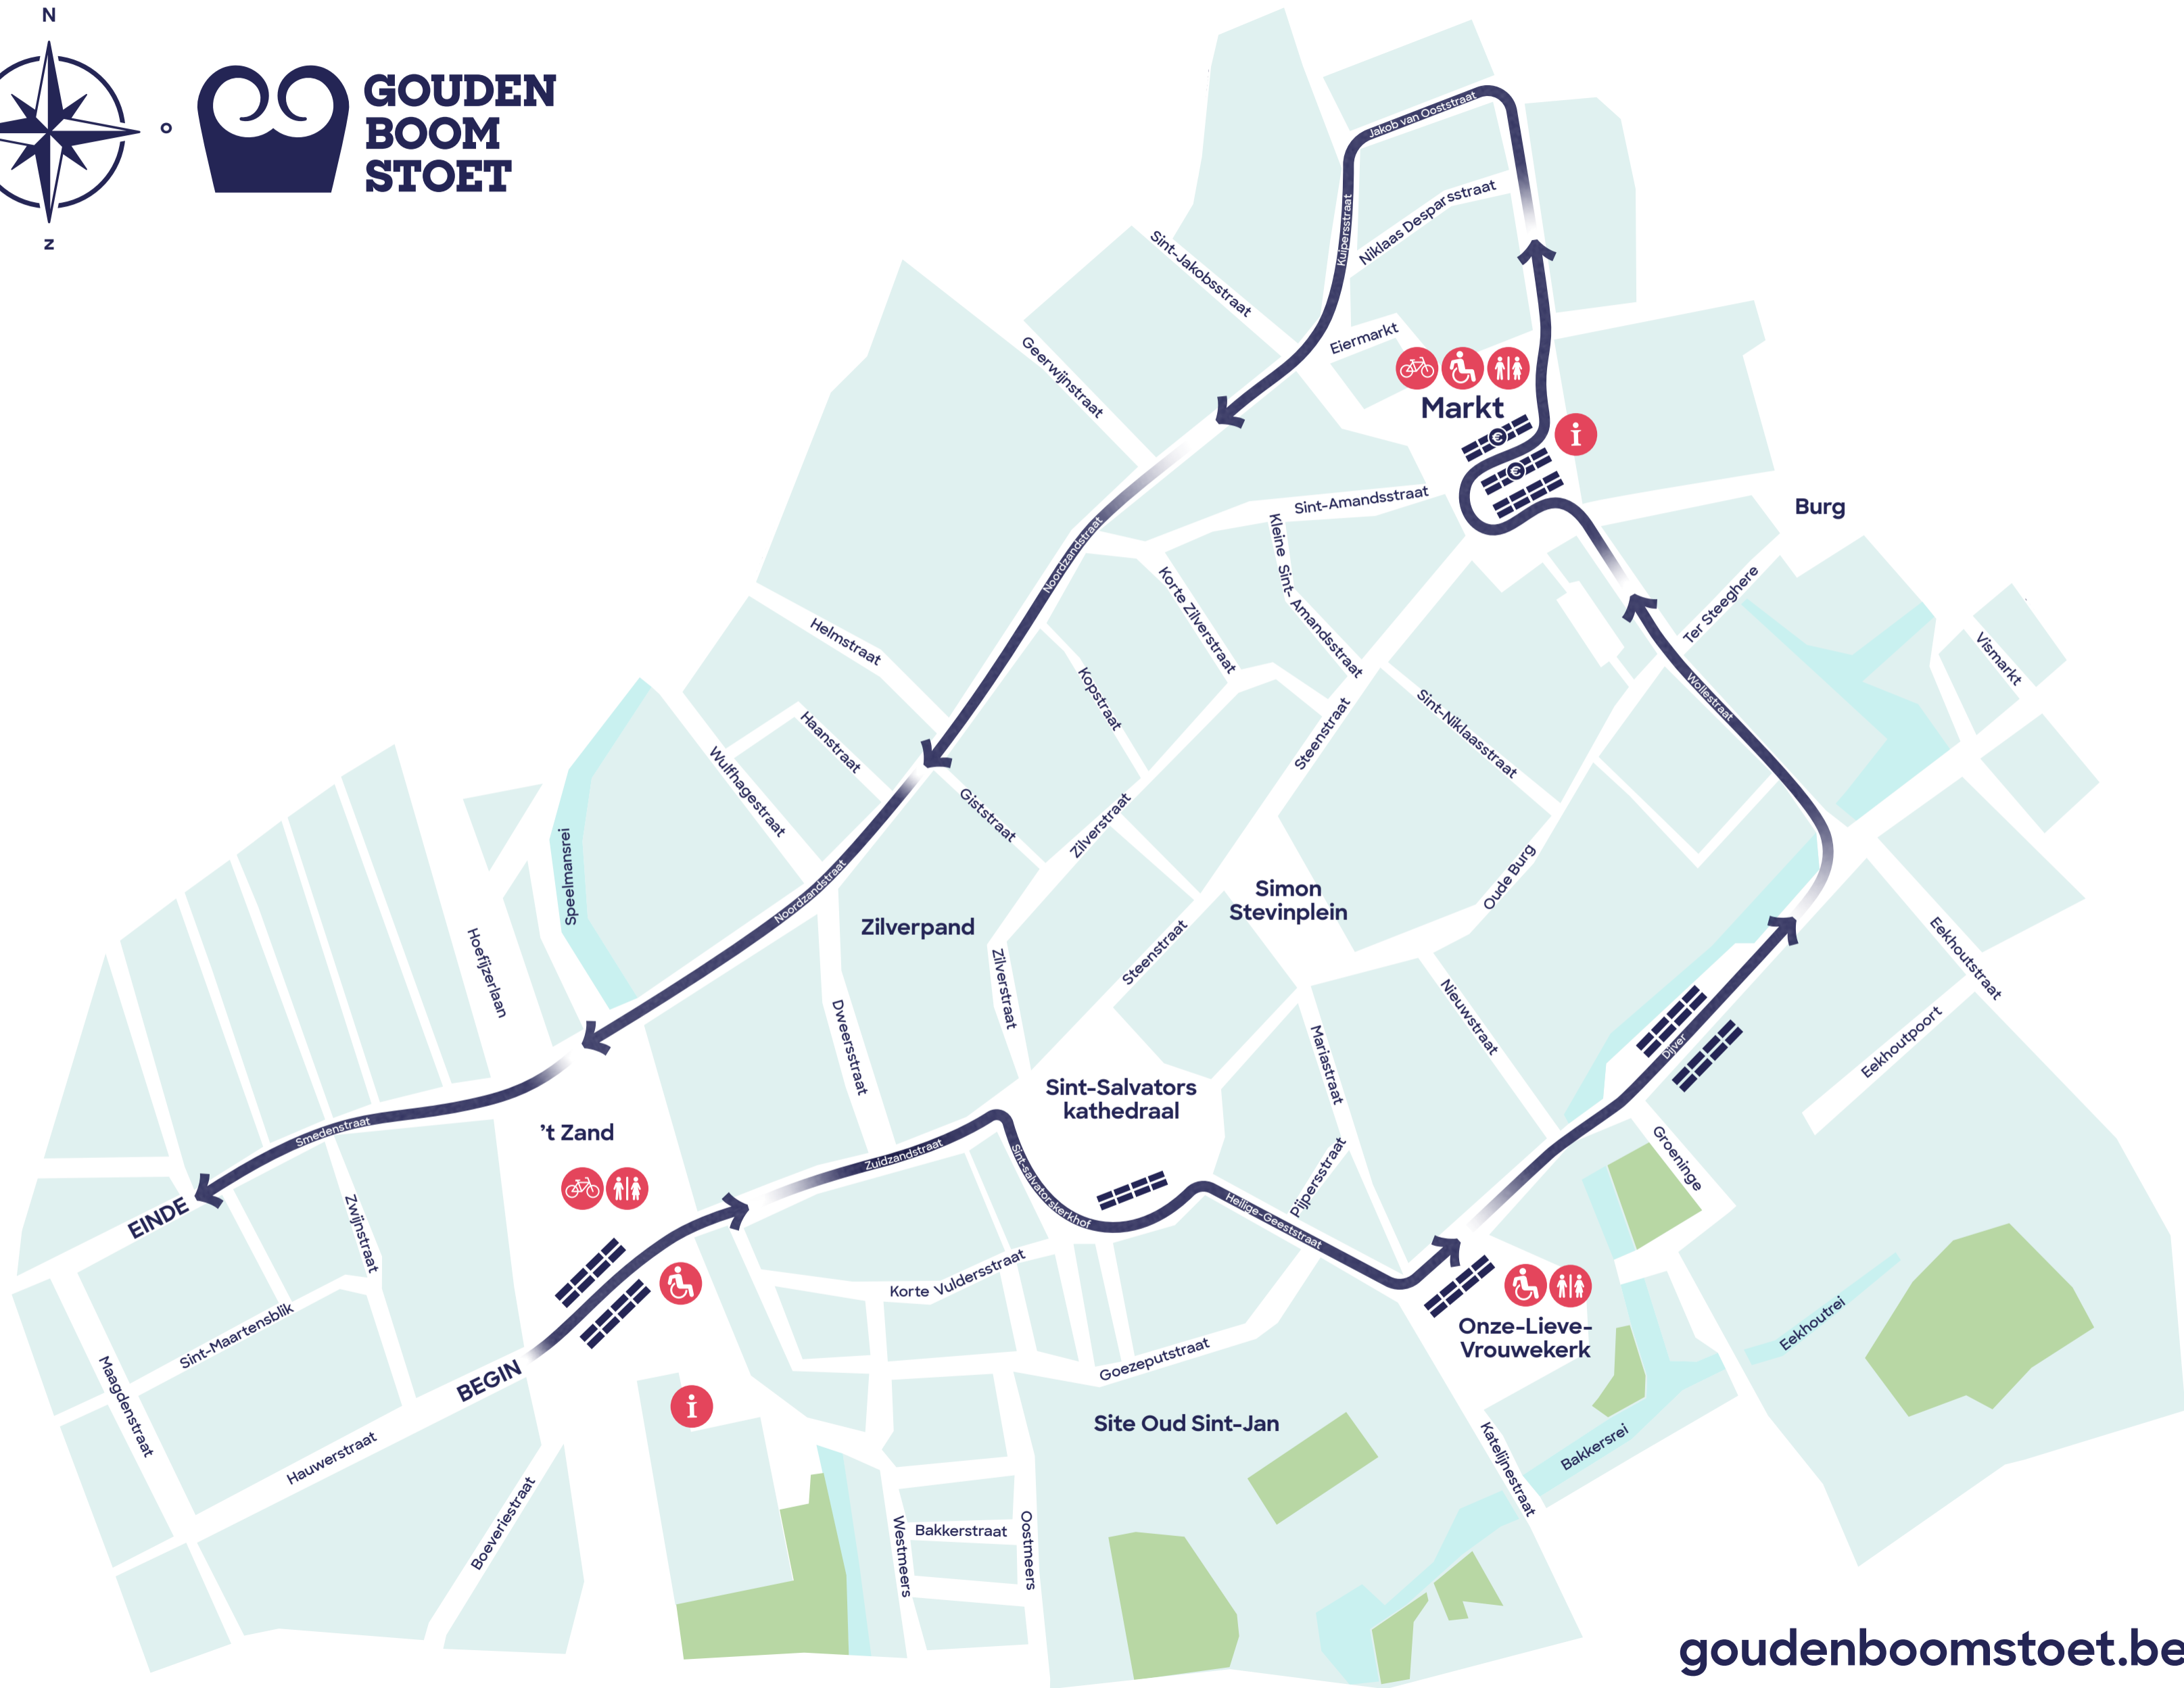 N
Z
GOUDEN
BOOM
STOET
Jakob van Ooststraat
Kuipersstraat
Niklaas Desparsstraat
Sint-Jakobsstraat
Eiermarkt
Geerwijnstraat
Markt
€
€
i
Sint-Amandsstraat
Burg
Noordzandstraat
Kleine Sint- Amandsstraat
Korte Zilverstraat
Ter Steeghere
Vismarkt
Helmstraat
Kopstraat
Wollestraat
Haanstraat
Steenstraat
Sint-Niklaasstraat
Wulfhagestraat
Giststraat
Zilverstraat
Speelmansrei
Noordzandstraat
Oude Burg
Simon
Stevinplein
Zilverpand
Hoefijzerlaan
Steenstraat
Zilverstraat
Eekhoutstraat
Nieuwstraat
Dweersstraat
Mariastraat
Dijver
Eekhoutpoort
Sint-Salvators
kathedraal
Smedenstraat
't Zand
Zuidzandstraat
Sint-salvatorskerkhof
Groeninge
Pijpersstraat
EINDE
Zwijnstraat
Heilige-Geeststraat
Korte Vuldersstraat
Sint-Maartensblik
Eekhoutrei
Onze-Lieve-
Vrouwekerk
Goezeputstraat
BEGIN
Maagdenstraat
i
Site Oud Sint-Jan
Hauwerstraat
Katelijnestraat
Bakkersrei
Boeveriestraat
Westmeers
Bakkerstraat
Oostmeers
goudenboomstoet.be